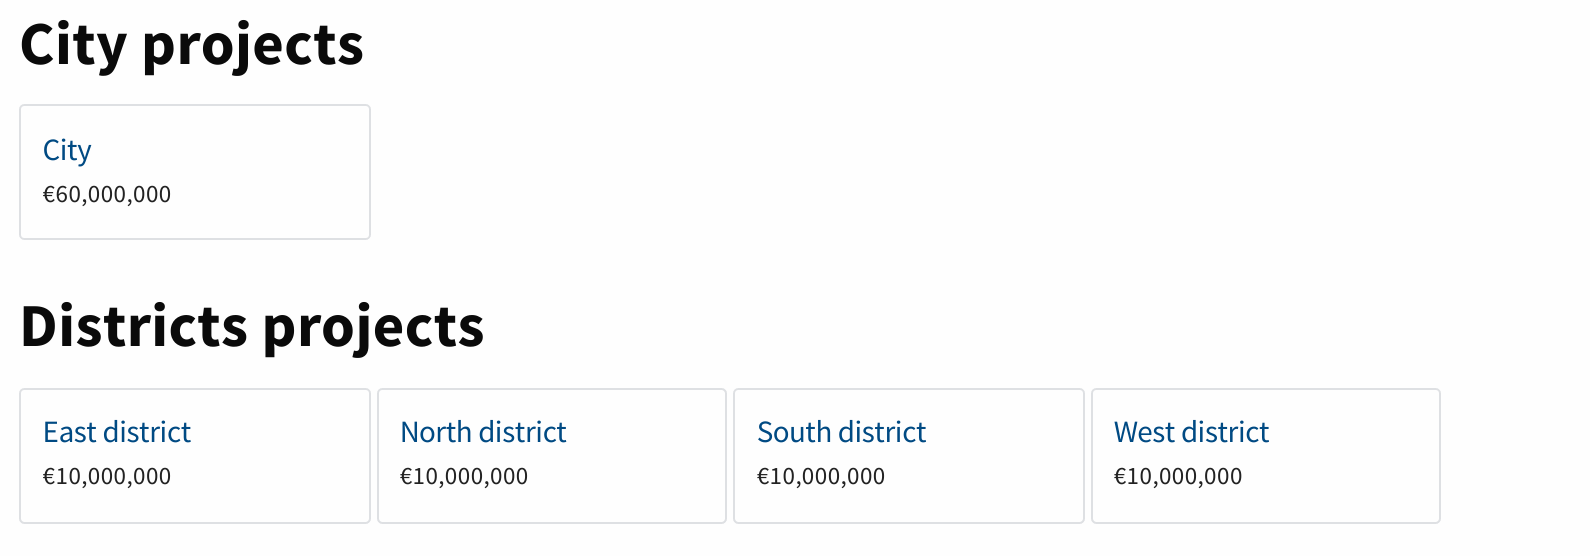 City projects
City
€60,000,000
Districts projects
East district
€10,000,000
North district
€10,000,000
South district
€10,000,000
West district
€10,000,000